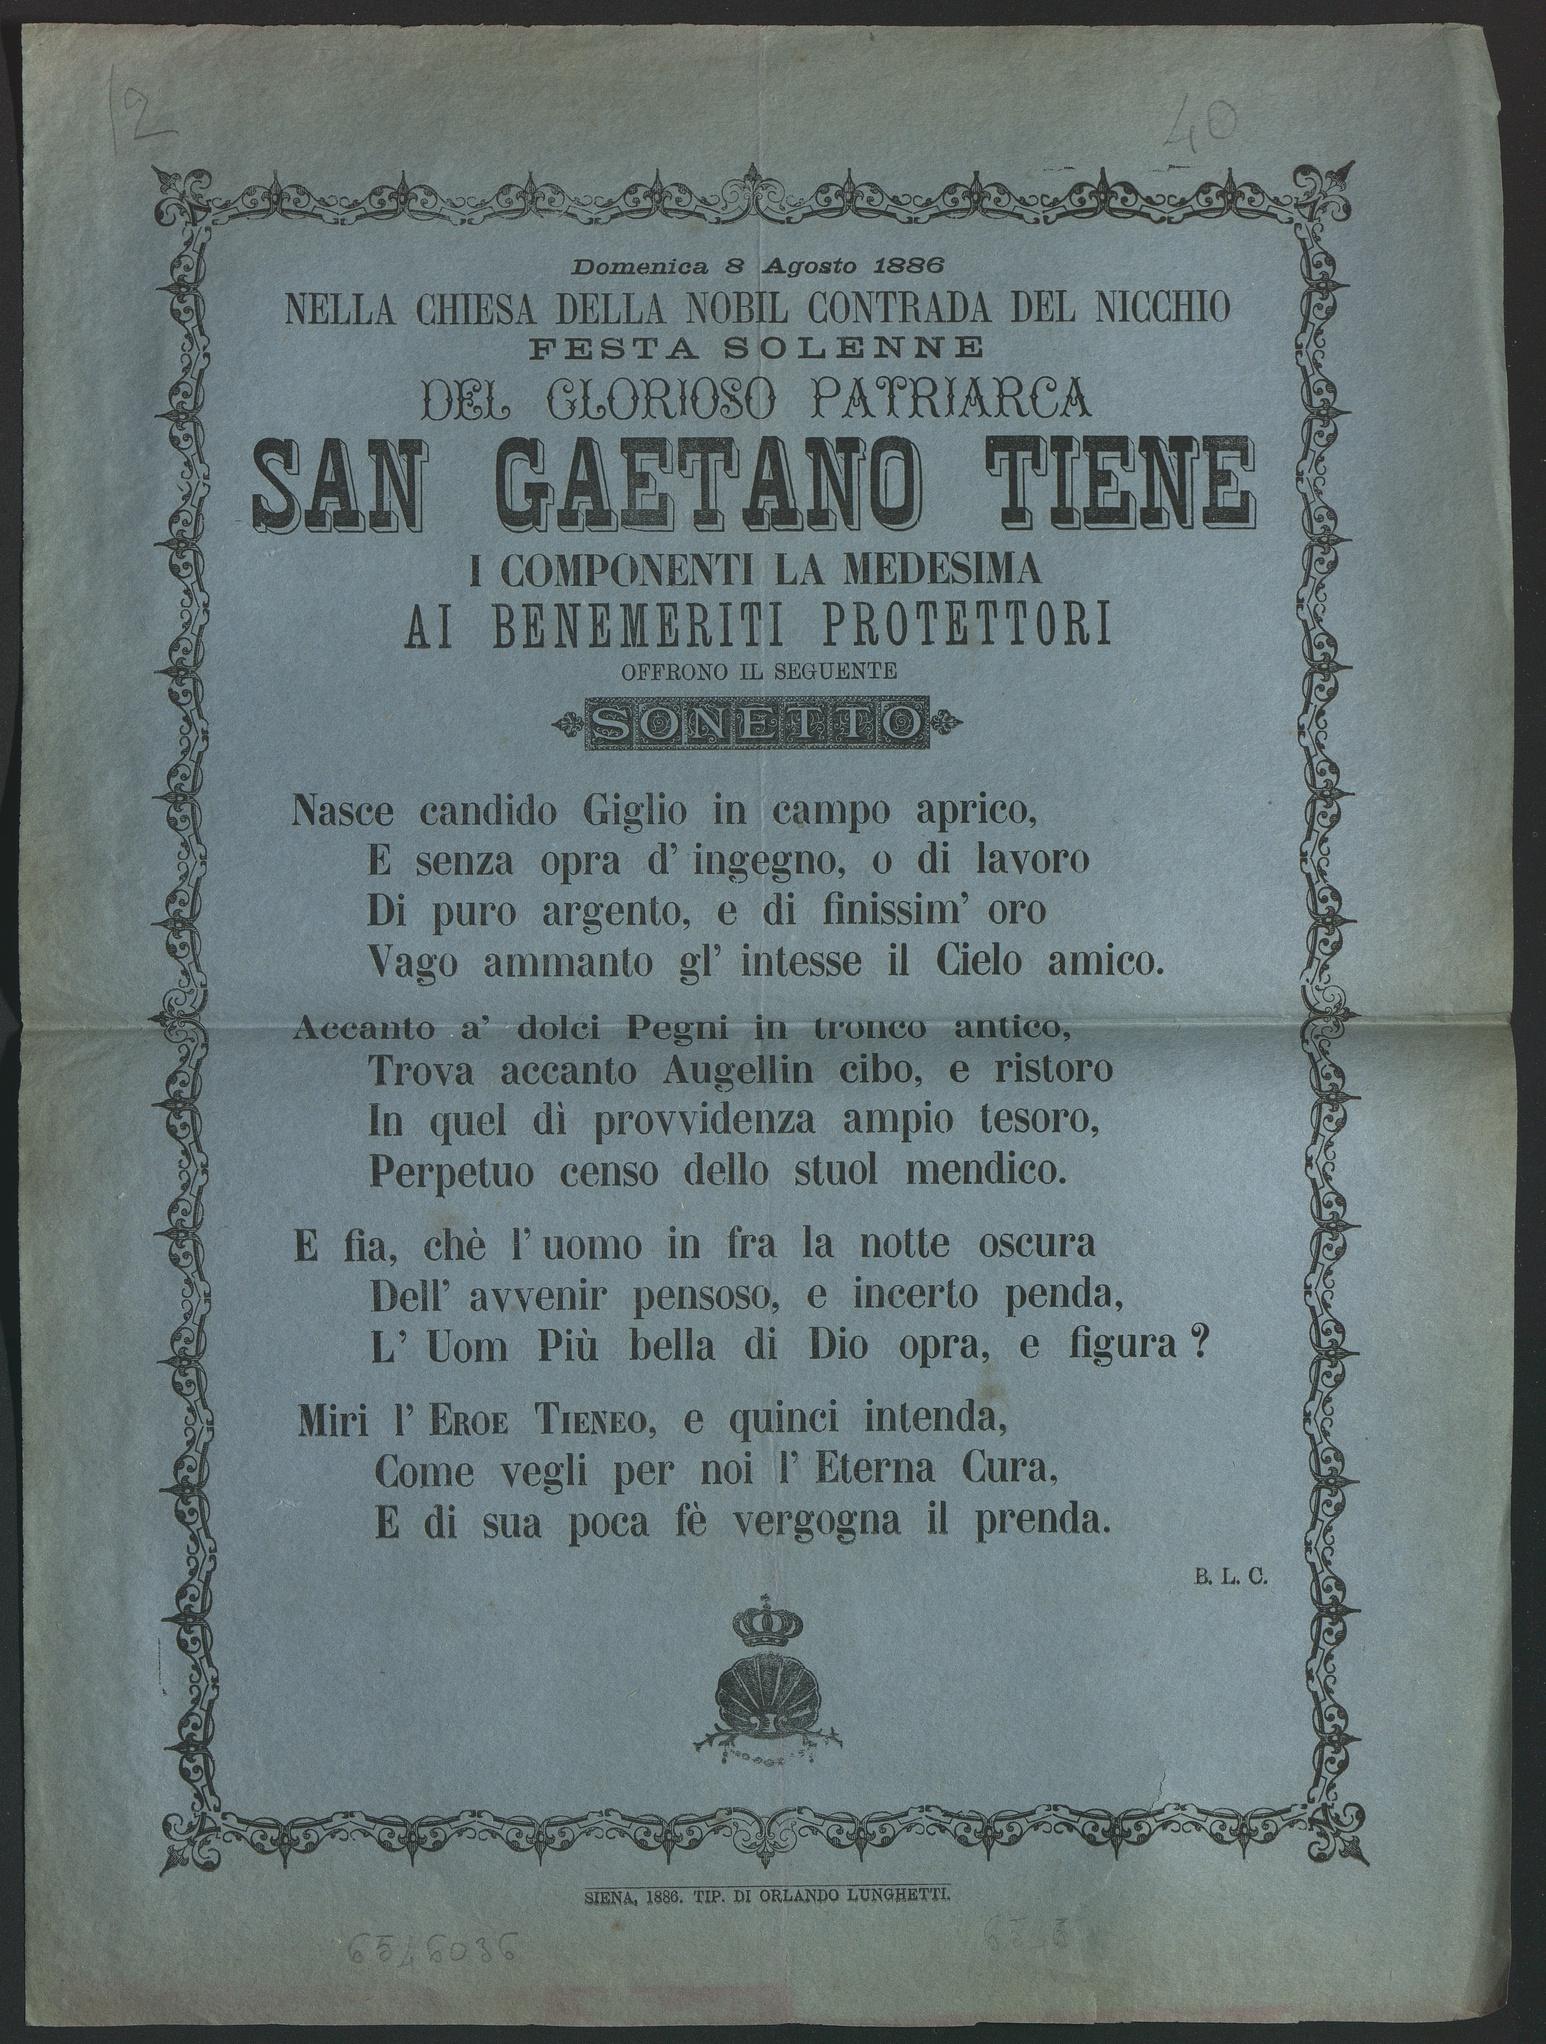 12
40
Domenica 8 Agosto 1886
NELLA CHIESA DELLA NOBIL CONTRADA DEL NICCHIO
FESTA SOLENNE
DEL GLORIOSO PATRIARCA
SAN GAETANO TIENE
I COMPONENTI LA MEDESIMA
AI BENEMERITI PROTETTORI
OFFRONO IL SEGUENTE
SONETTO
Nasce candido Giglio in campo aprico,
E senza opra d' ingegno, o di lavoro
Di puro argento, e di finissim' oro
Vago ammanto gl' intesse il Cielo amico.
Accanto a' dolci Pegni in tronco antico,
Trova accanto Augellin cibo, e ristoro
In quel dì provvidenza ampio tesoro,
Perpetuo censo dello stuol mendico.
E fia, chè l' uomo in fra la notte oscura
Dell' avvenir pensoso, e incerto penda,
L' Uom Più bella di Dio opra, e figura ?
Miri l' EROE TIENEO, e quinci intenda,
Come vegli per noi l' Eterna Cura,
E di sua poca fè vergogna il prenda.
B. L. C.
SIENA, 1886. TIP. DI ORLANDO LUNGHETTI.
6546036